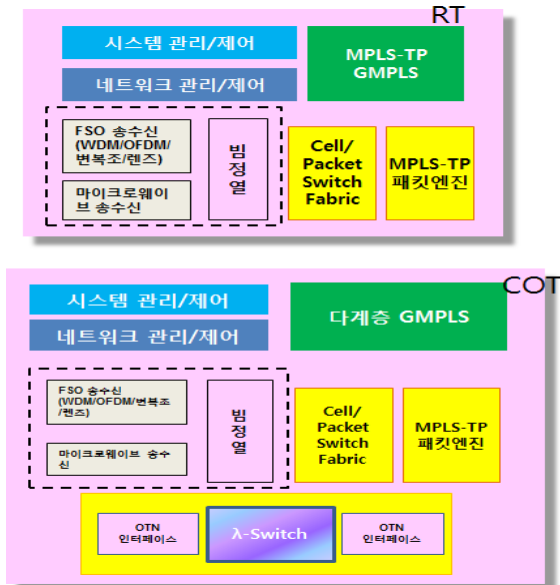 RT
시스템 관리/제어
MPLS-TP
GMPLS
네트워크 관리/제어
FSO 송수신
(WDM/OFDM/
변복조/렌즈)
마이크로웨이
브 송수신
빔
정
열
Cell/
Packet
Switch
Fabric
MPLS-TP
패킷엔진
COT
시스템 관리/제어
다계층 GMPLS
네트워크 관리/제어
FSO 송수신
(WDM/OFDM/변복조
/렌즈)
마이크로웨이브 송수
신
빔
정
열
Cell/
Packet
Switch
Fabric
MPLS-TP
패킷엔진
OTN
인터페이스
λ-Switch
OTN
인터페이스